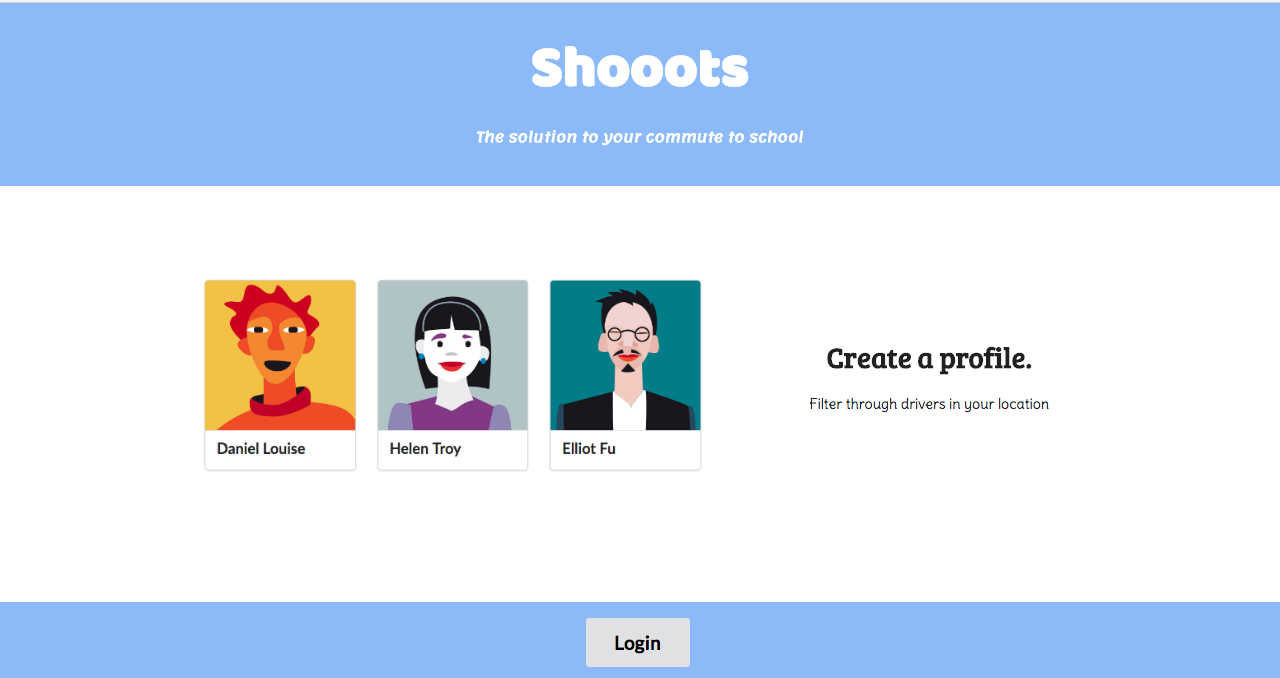 Shooots
The solution to your commute to school
Daniel Louise
Helen Troy
Elliot Fu
Create a profile.
Filter through drivers in your location
Login